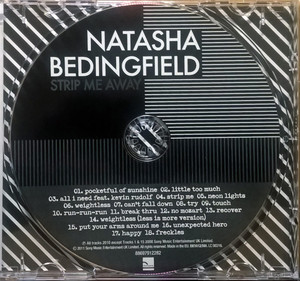 NATASHA
BEDINGFIELD
STRIP ME AWAY
01. pocketful of sunshine 02. little too much
03. all i need feat. kevin rudolf 04. strip me 05. neon lights
06. weightless 07. can't fall down 08. try 09. touch
10. run-run-run 11. break thru 12. no mozart 13. recover
14. weightless (less is more version)
15. put your arms around me 16. unexpected hero
17. happy 18. freckles